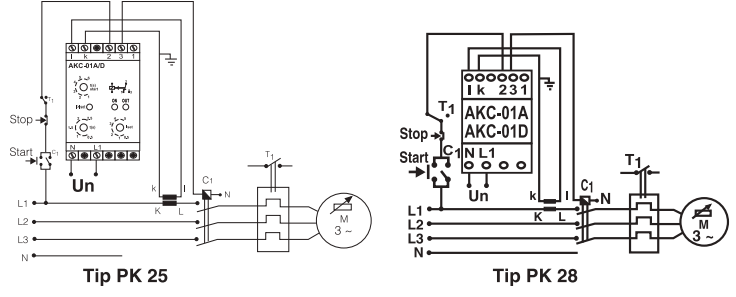 l k 2 3 1
AKC-01A/D
ON OUT
N L1
T1
Stop
Start
C1
Un
k l
K L
C1
N
T1
L1
L2
L3
N
M
3 ~
Tip PK 25
l k 2 3 1
AKC-01A
AKC-01D
N L1
T1
Stop
Start
C1
Un
k l
K L
C1
N
T1
L1
L2
L3
N
M
3 ~
Tip PK 28